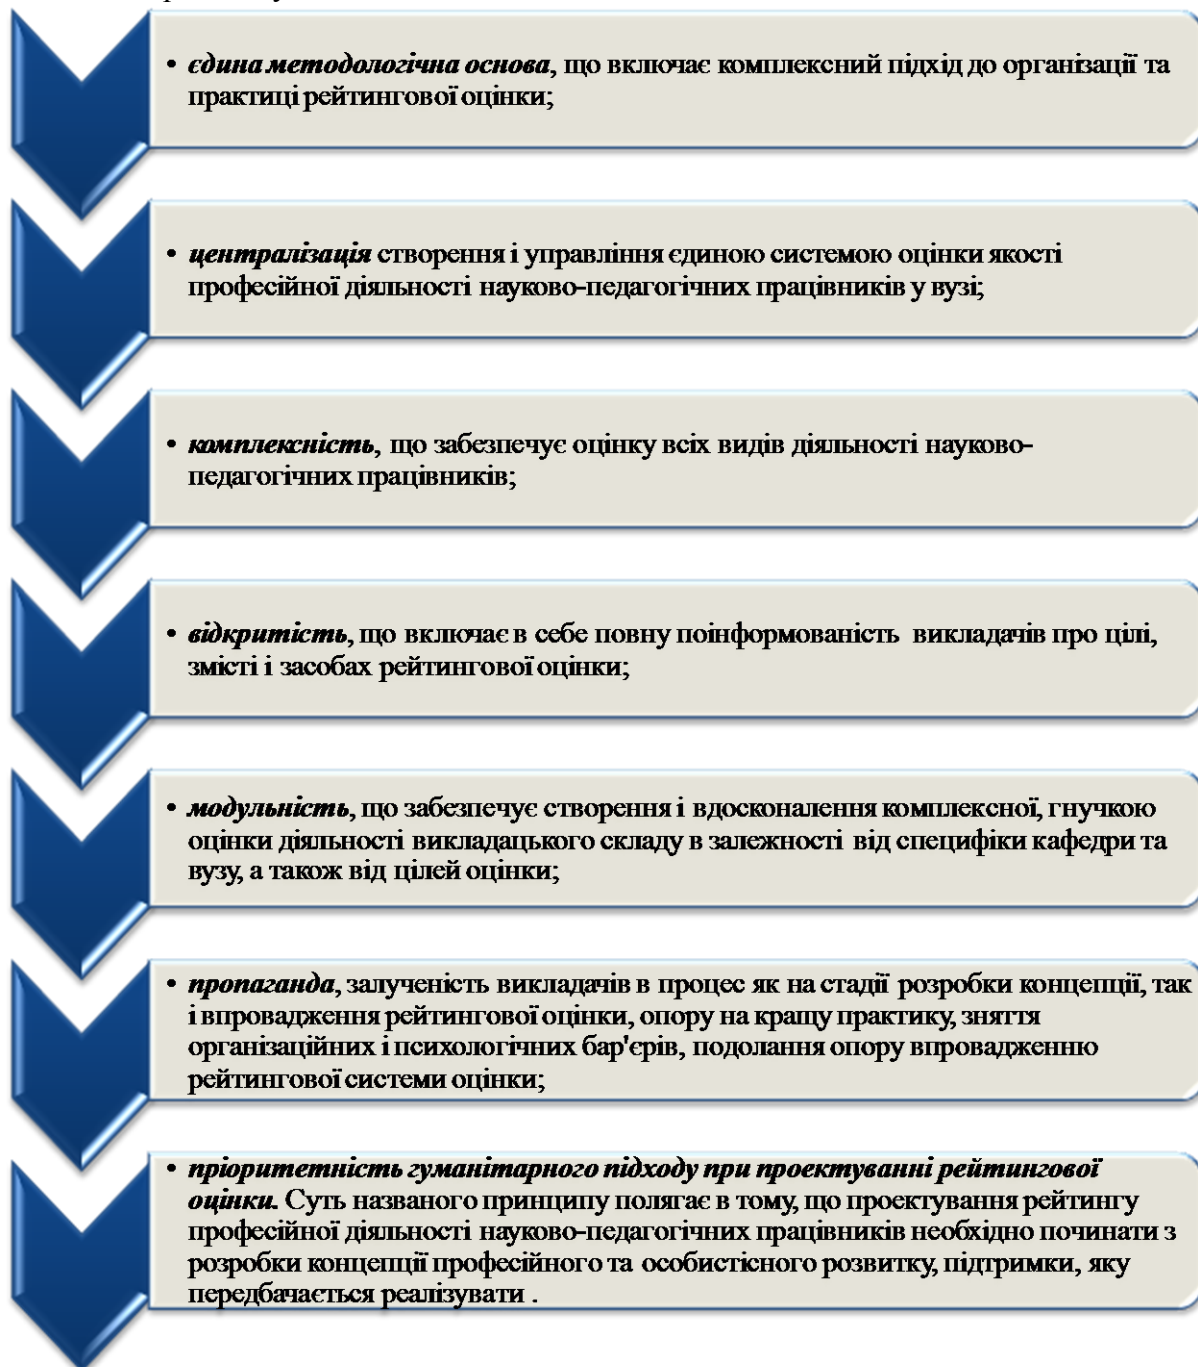 • єдина методологічна основа, що включає комплексний підхід до організації та
практиці рейтингової оцінки;
• централізація створення і управління єдиною системою оцінки якості
професійної діяльності науково-педагогічних працівників у вузі;
• комплексність, що забезпечує оцінку всіх видів діяльності науково-
педагогічних працівників;
• відкритість, що включає в себе повну поінформованість викладачів про цілі,
змісті і засобах рейтингової оцінки;
• модульність, що забезпечує створення і вдосконалення комплексної, гнучкою
оцінки діяльності викладацького складу в залежності від специфіки кафедри та
вузу, а також від цілей оцінки;
• пропаганда, залученість викладачів в процес як на стадії розробки концепції, так
і впровадження рейтингової оцінки, опору на кращу практику, зняття
організаційних і психологічних бар'єрів, подолання опору впровадженню
рейтингової системи оцінки;
• пріоритетність гуманітарного підходу при проектуванні рейтингової
оцінки. Суть названого принципу полягає в тому, що проектування рейтингу
професійної діяльності науково-педагогічних працівників необхідно починати з
розробки концепції професійного та особистісного розвитку, підтримки, яку
передбачається реалізувати .